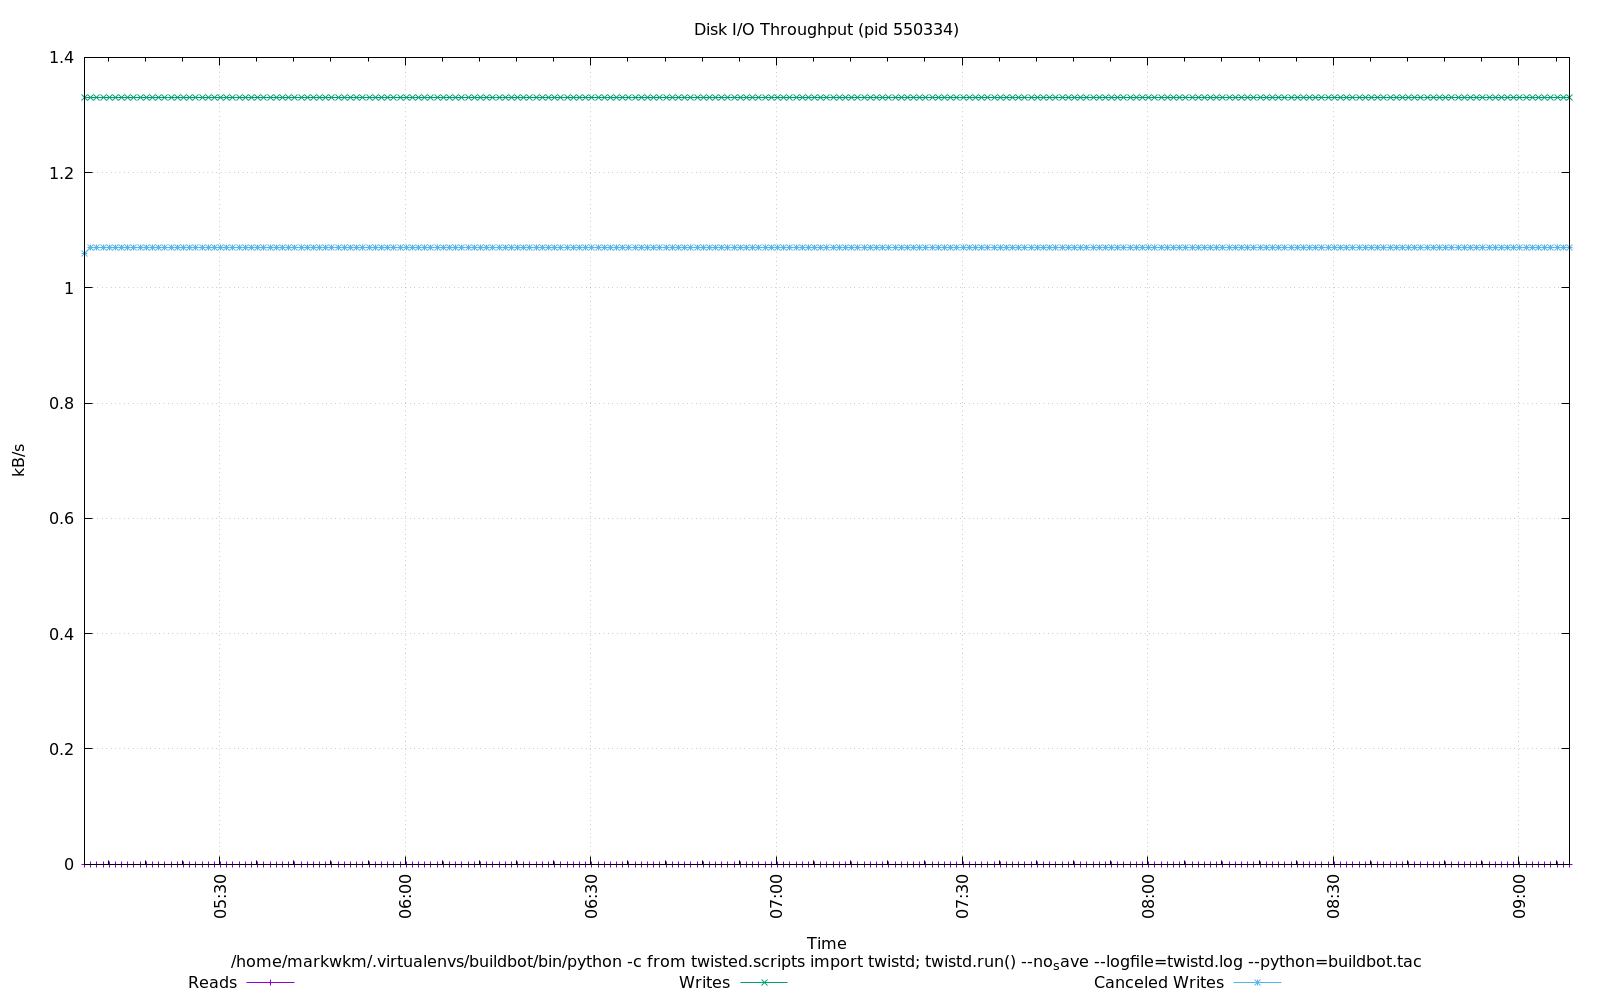 Disk I/O Throughput (pid 550334)
1.4
1.2
1
0.8
0.6
0.4
0.2
0
kB/s
05:30
06:00
06:30
07:00
07:30
08:00
08:30
09:00
Time
/home/markwkm/.virtualenvs/buildbot/bin/python -c from twisted.scripts import twistd; twistd.run() --nosave --logfile=twistd.log --python=buildbot.tac
Reads
Writes
Canceled Writes